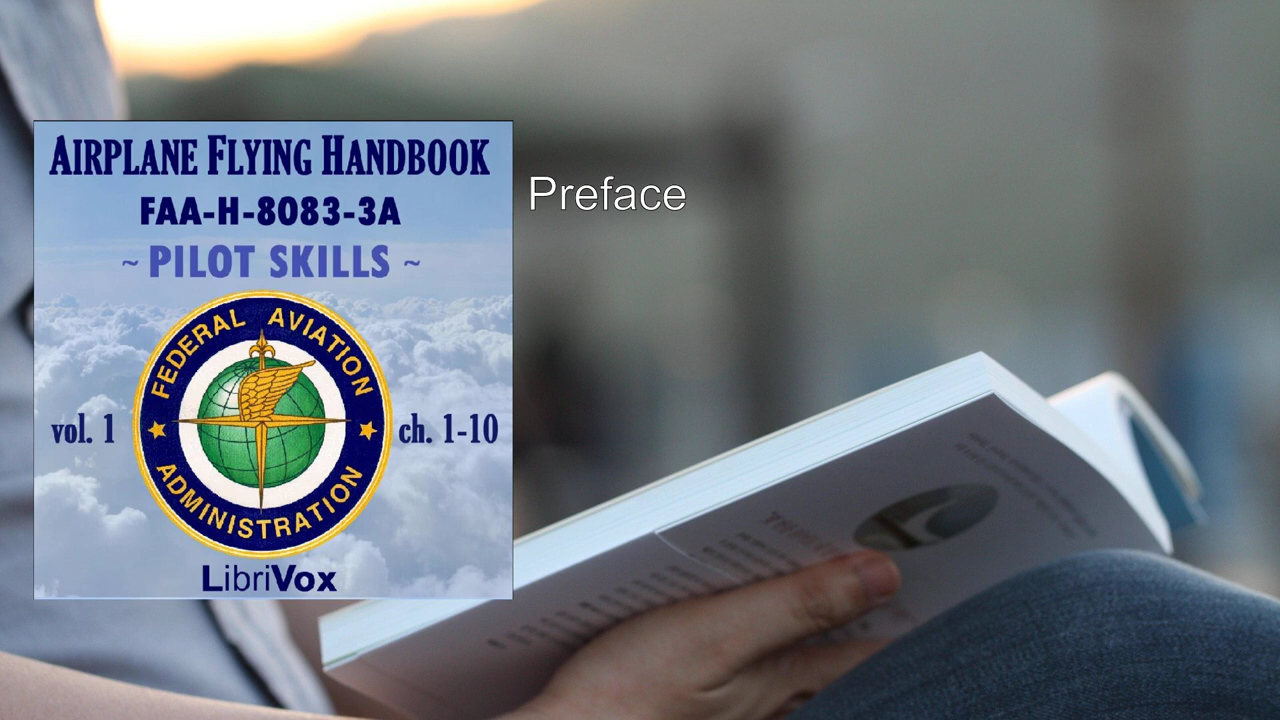 AIRPLANE FLYING HANDBOOK
FAA-H-8083-3A
~ PILOT SKILLS ~
FEDERAL AVIATION
ADMINISTRATION
vol. 1
ch. 1-10
LibriVox
Preface